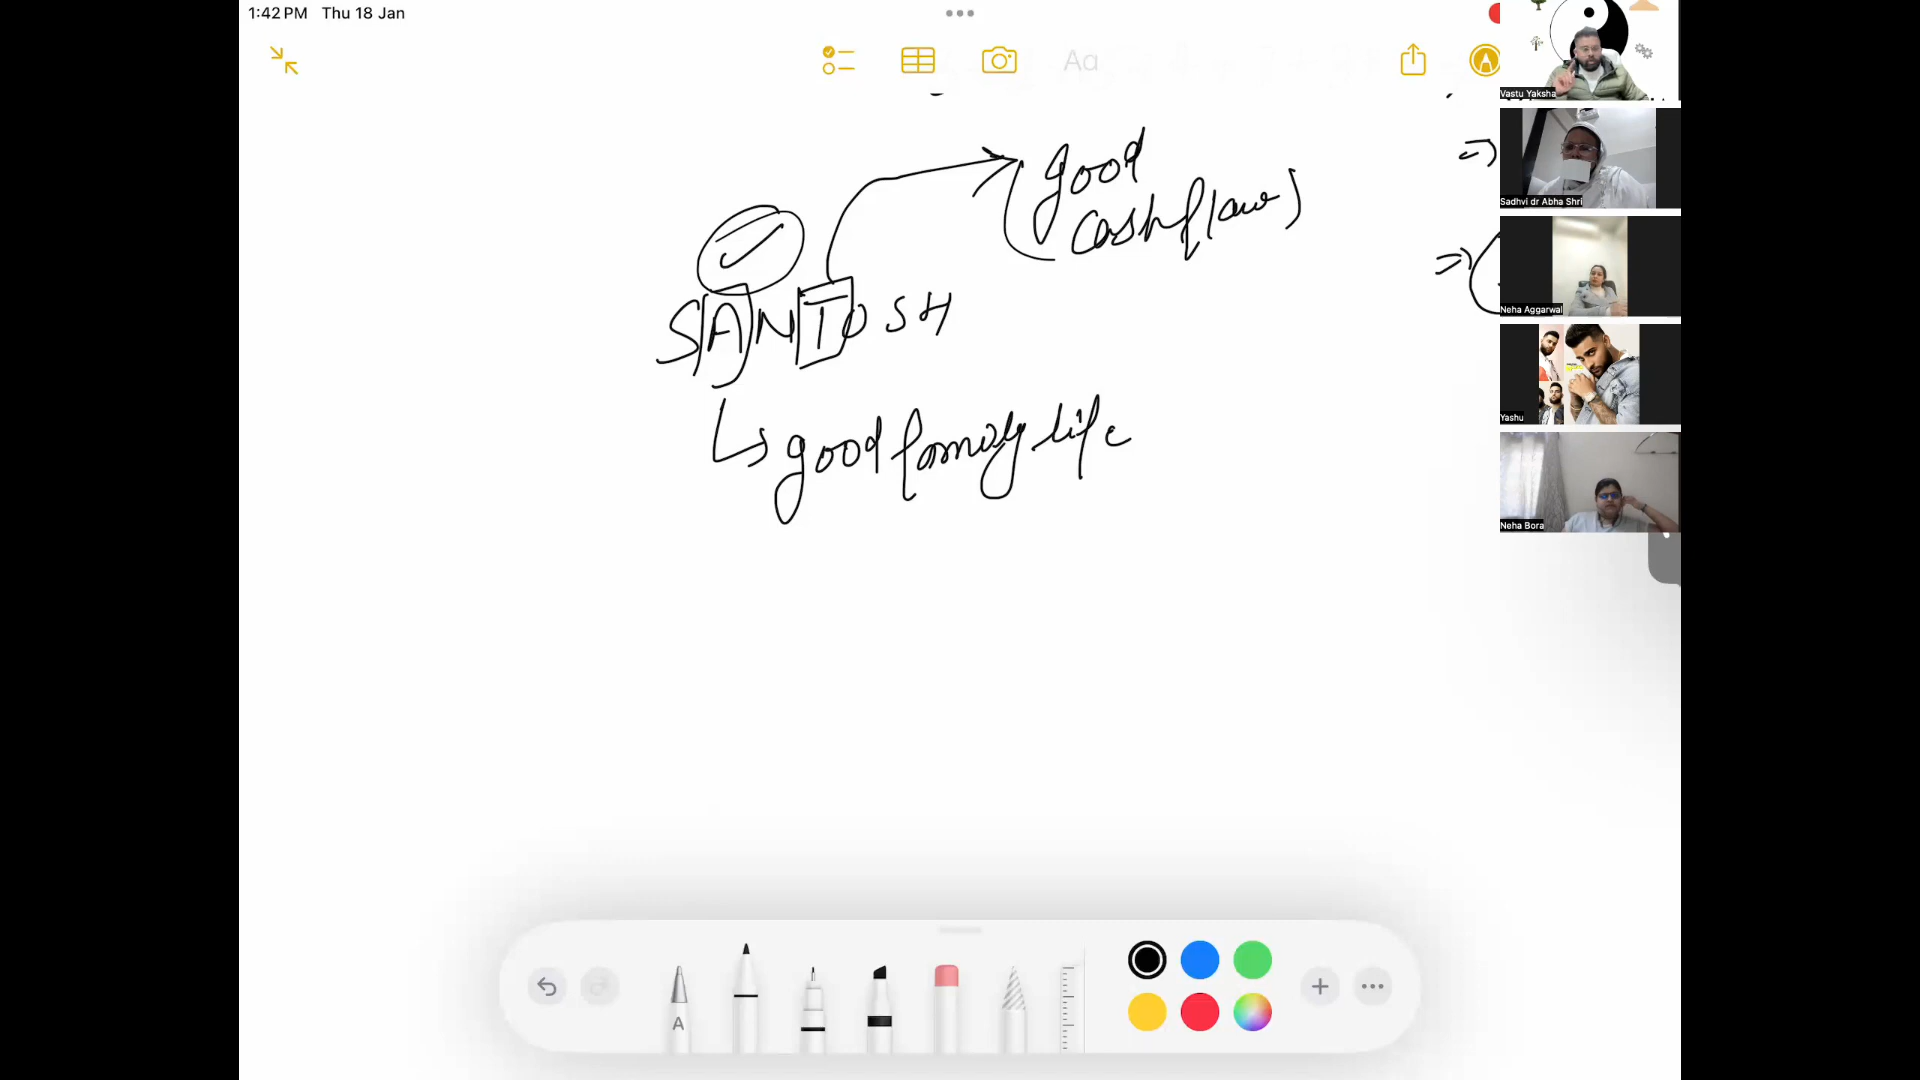 1:42 PM Thu 18 Jan
Aa
Vastu Yaksha
good
cashflow
Sadhvi dr Abha Shri
SANTOSH
Neha Aggarwal
Yashu
good family life
Neha Bora
A